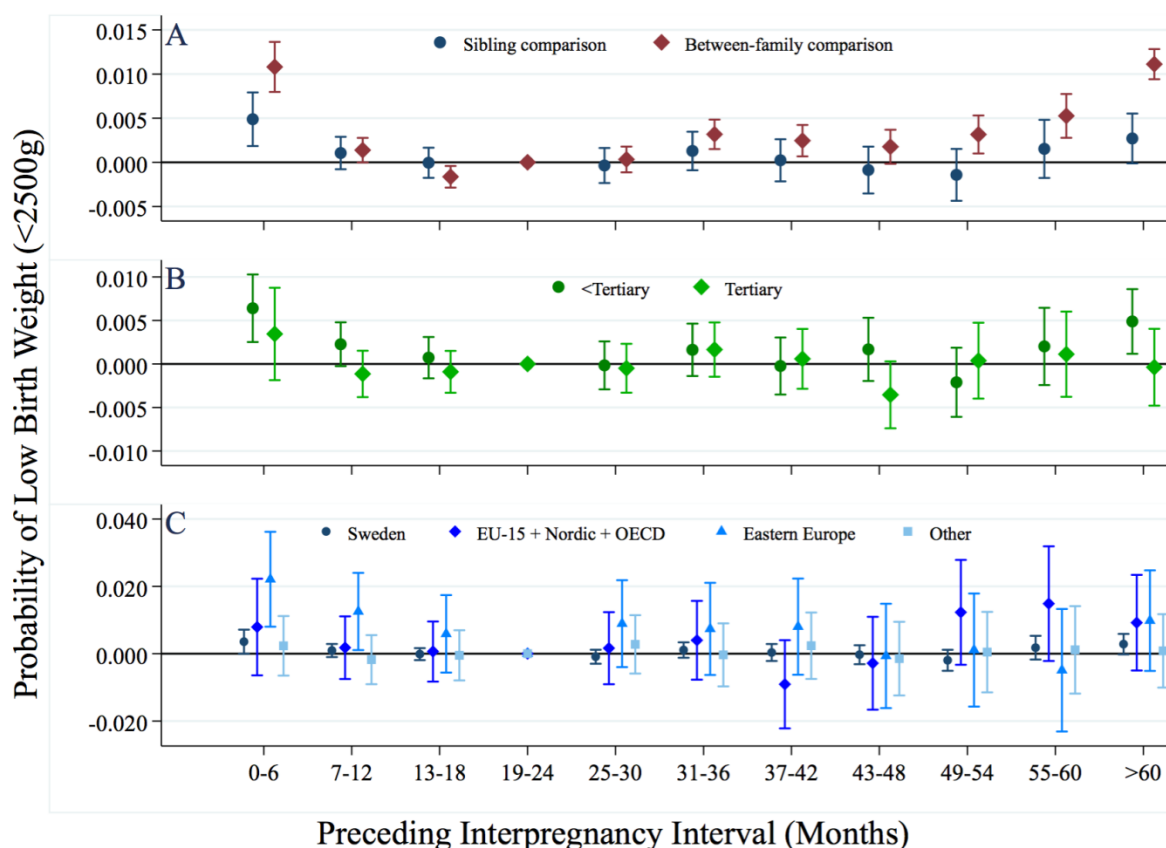 Probability of Low Birth Weight (<2500g)
A
Sibling comparison Between-family comparison
0.015
0.010
0.005
0.000
-0.005
B
<Tertiary Tertiary
0.010
0.005
0.000
-0.005
-0.010
C
Sweden EU-15 + Nordic + OECD Eastern Europe Other
0.040
0.020
0.000
-0.020
0-6 7-12 13-18 19-24 25-30 31-36 37-42 43-48 49-54 55-60 >60
Preceding Interpregnancy Interval (Months)